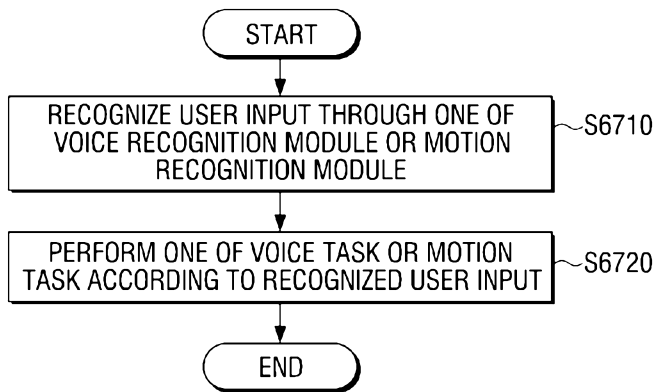 START
RECOGNIZE USER INPUT THROUGH ONE OF
VOICE RECOGNITION MODULE OR MOTION
RECOGNITION MODULE
S6710
PERFORM ONE OF VOICE TASK OR MOTION
TASK ACCORDING TO RECOGNIZED USER INPUT
S6720
END